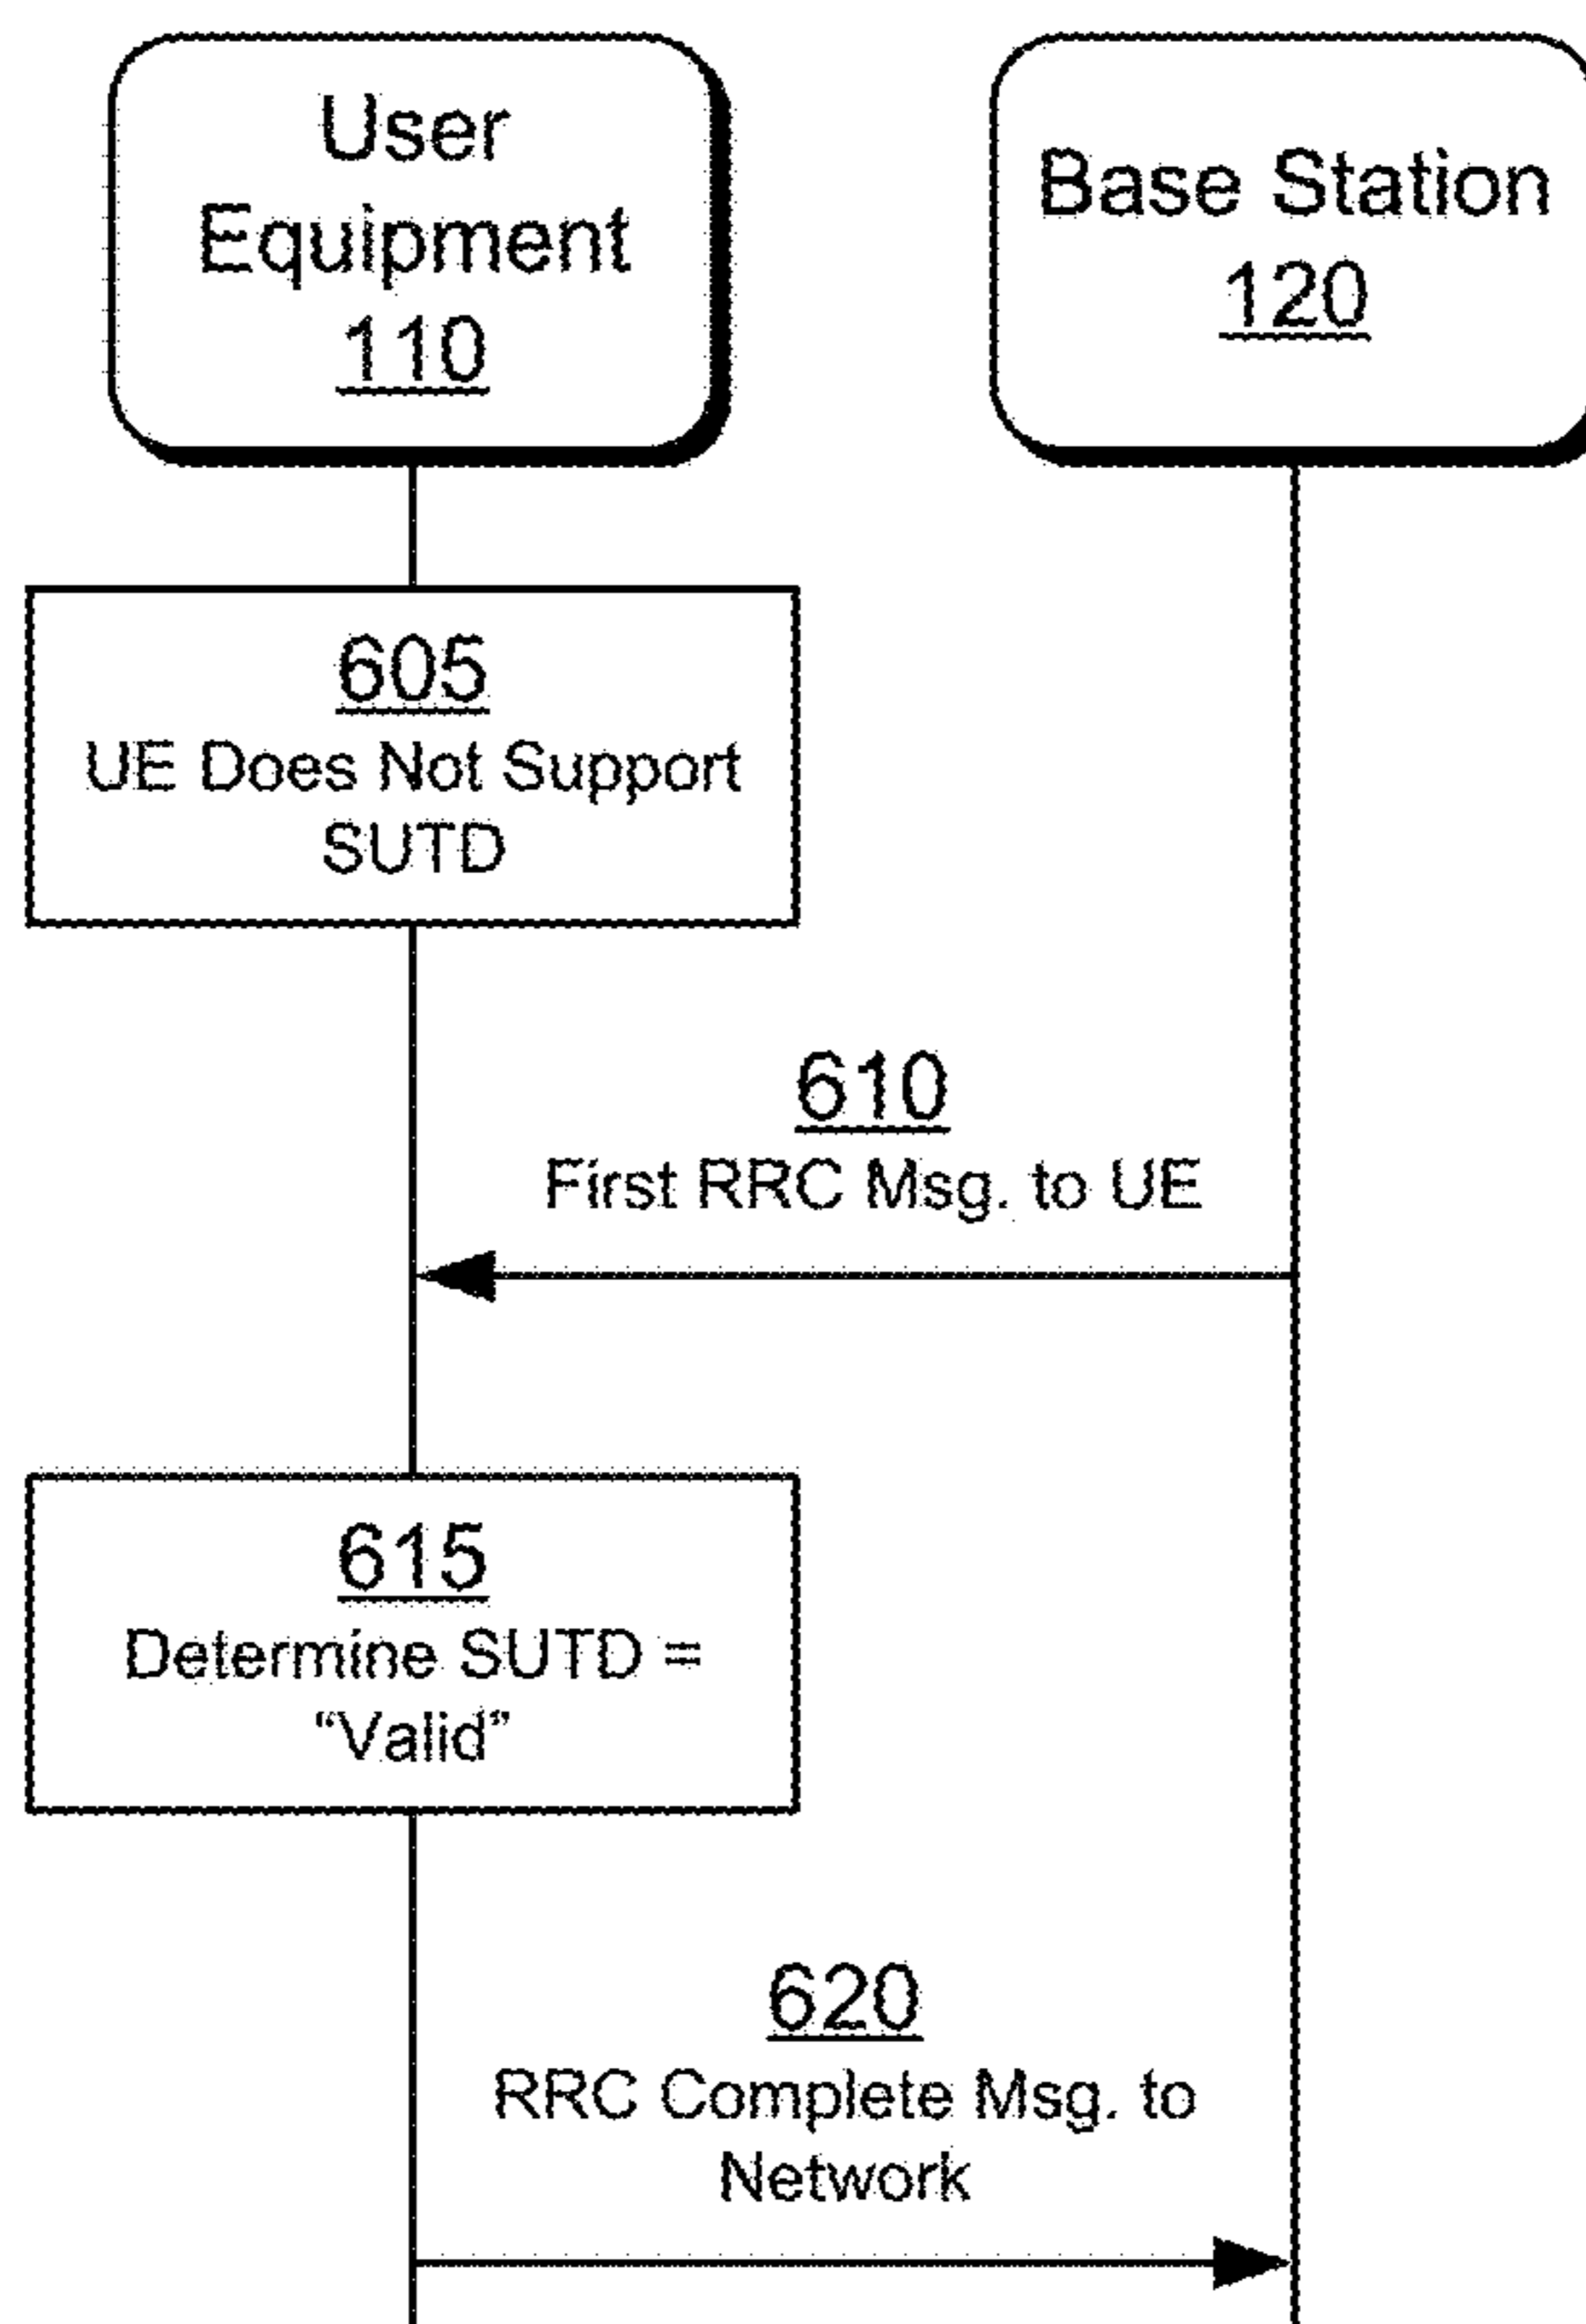 User
Equipment
110
Base Station
120
605
UE Does Not Support
SUTD
610
First RRC Msg. to UE
615
Determine SUTD =
“Valid”
620
RRC Complete Msg. to
Network